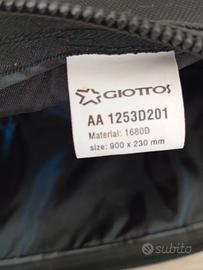 GIOTTOS
AA 1253D201
Material: 1680D
size: 900 x 230 mm
subito